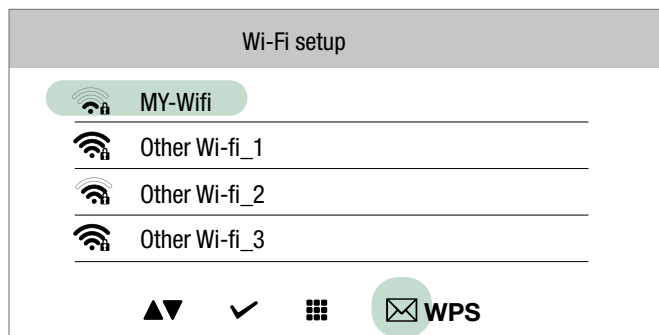 Wi-Fi setup
MY-Wifi
Other Wi-fi_1
Other Wi-fi_2
Other Wi-fi_3
WPS